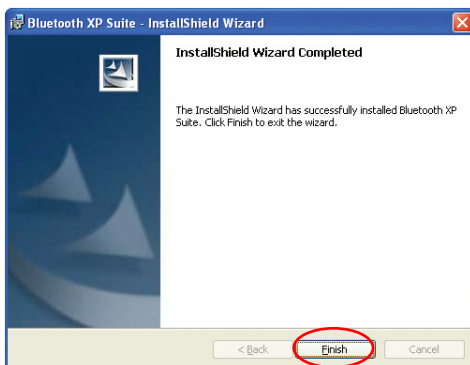 Bluetooth XP Suite - InstallShield Wizard
InstallShield Wizard Completed
The InstallShield Wizard has successfully installed Bluetooth XP
Suite. Click Finish to exit the wizard.
< Back
Finish
Cancel